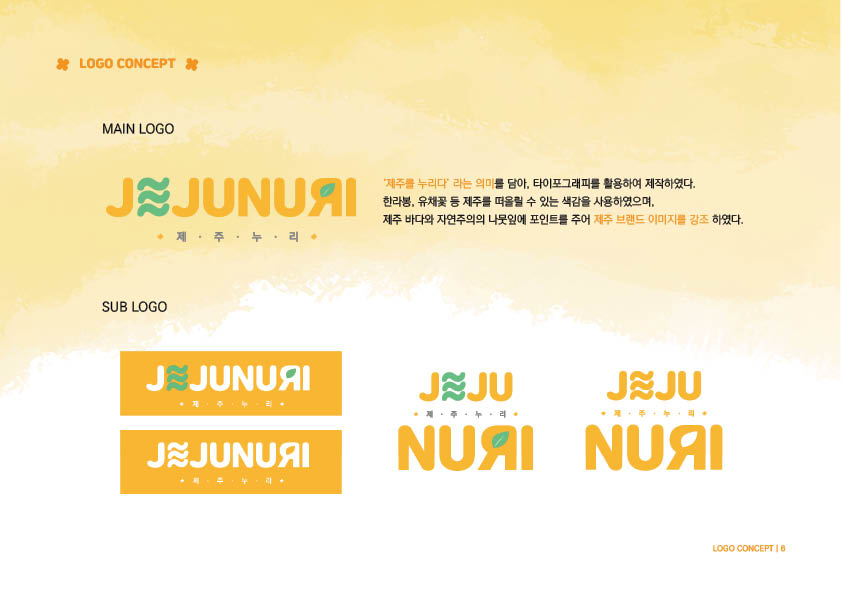 LOGO CONCEPT
MAIN LOGO
JEJUNURI
제·주·누·리
‘제주를 누리다’ 라는 의미를 담아, 타이포그래피를 활용하여 제작하였다.
한라봉, 유채꽃 등 제주를 떠올릴 수 있는 색감을 사용하였으며,
제주 바다와 자연주의의 나뭇잎에 포인트를 주어 제주 브랜드 이미지를 강조 하였다.
SUB LOGO
JEJUNURI
제·주·누·리
JEJUNURI
제·주·누·리
JEJU
제·주·누·리
NURI
JEJU
제·주·누·리
NURI
LOGO CONCEPT | 6